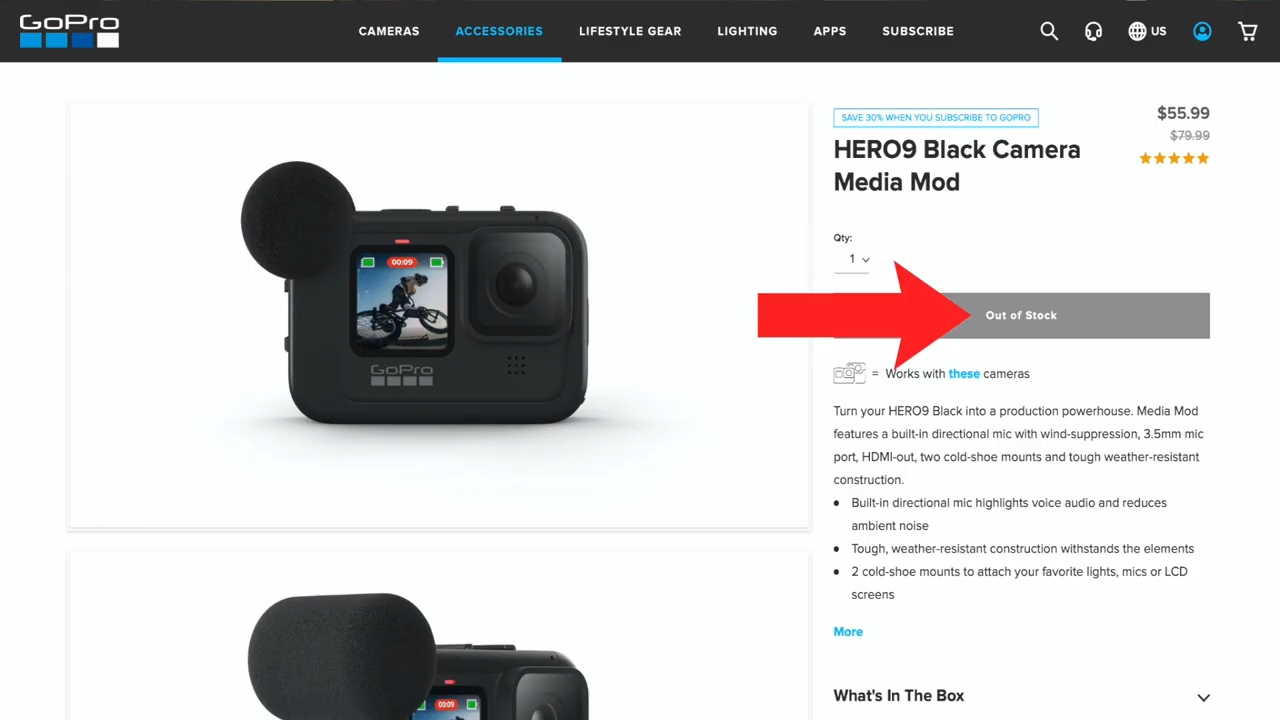 GoPro
CAMERAS
ACCESSORIES
LIFESTYLE GEAR
LIGHTING
APPS
SUBSCRIBE
US
00:09
GoPro
00:09
SAVE 30% WHEN YOU SUBSCRIBE TO GOPRO
$55.99
$79.99
HERO9 Black Camera
Media Mod
Qty:
1
Out of Stock
= Works with these cameras
Turn your HERO9 Black into a production powerhouse. Media Mod
features a built-in directional mic with wind-suppression, 3.5mm mic
port, HDMI-out, two cold-shoe mounts and tough weather-resistant
construction.
• Built-in directional mic highlights voice audio and reduces
ambient noise
• Tough, weather-resistant construction withstands the elements
• 2 cold-shoe mounts to attach your favorite lights, mics or LCD
screens
More
What's In The Box